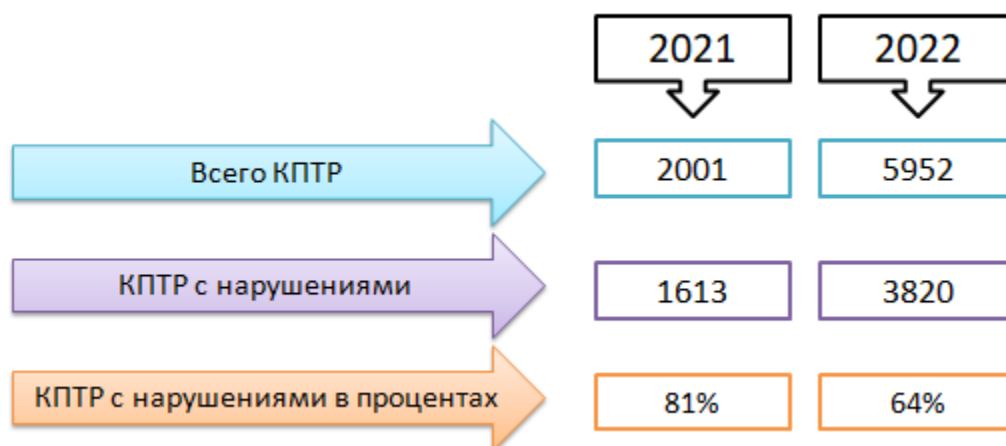 2021 2022
Всего КПТР 2001 5952
КПТР с нарушениями 1613 3820
КПТР с нарушениями в процентах 81% 64%